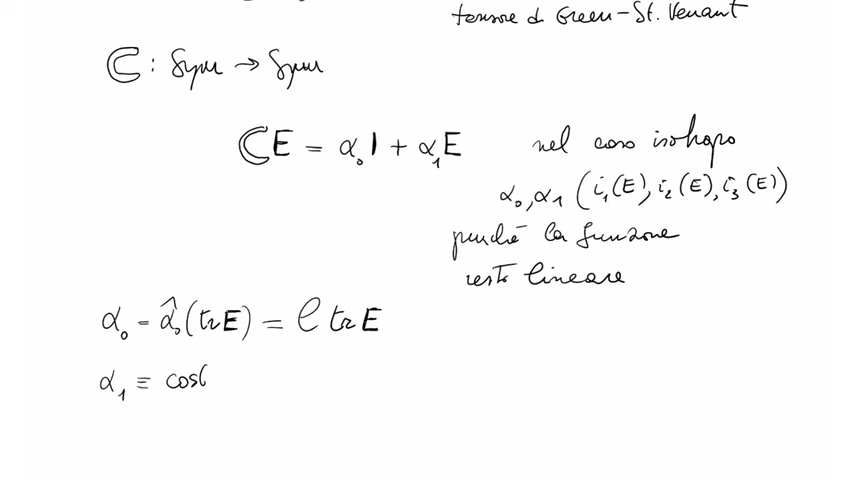 tensore di Green-St. Venant
ℂ : Sym → Sym
ℂE = α₀I + α₁E nel caso isotropo
α₀, α₁ (i₁(E), i₂(E), i₃(E))
perché la funzione
resti lineare
α₀ = α̂₀(trE) = ℓ trE
α₁ ≡ cost